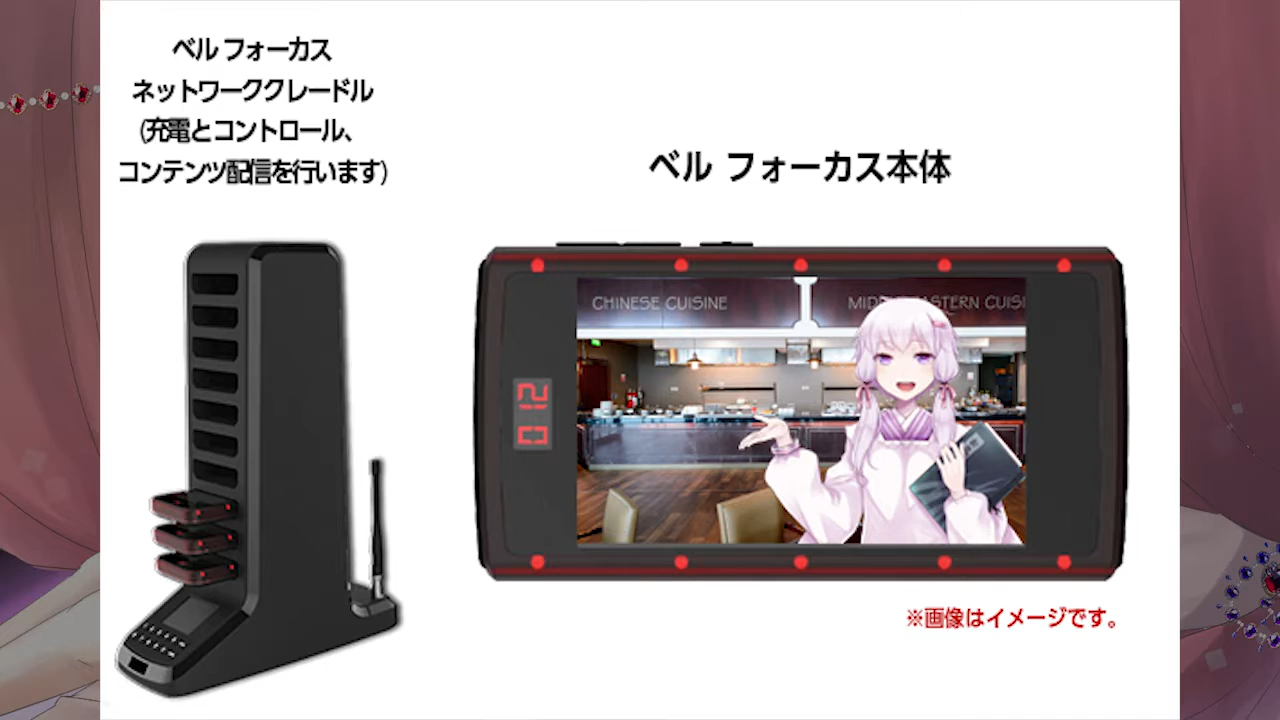 ベル フォーカス
ネットワーククレードル
(充電とコントロール、
コンテンツ配信を行います)
ベル フォーカス本体
CHINESE CUISINE
MIDD EASTERN CUISI
20
※画像はイメージです。